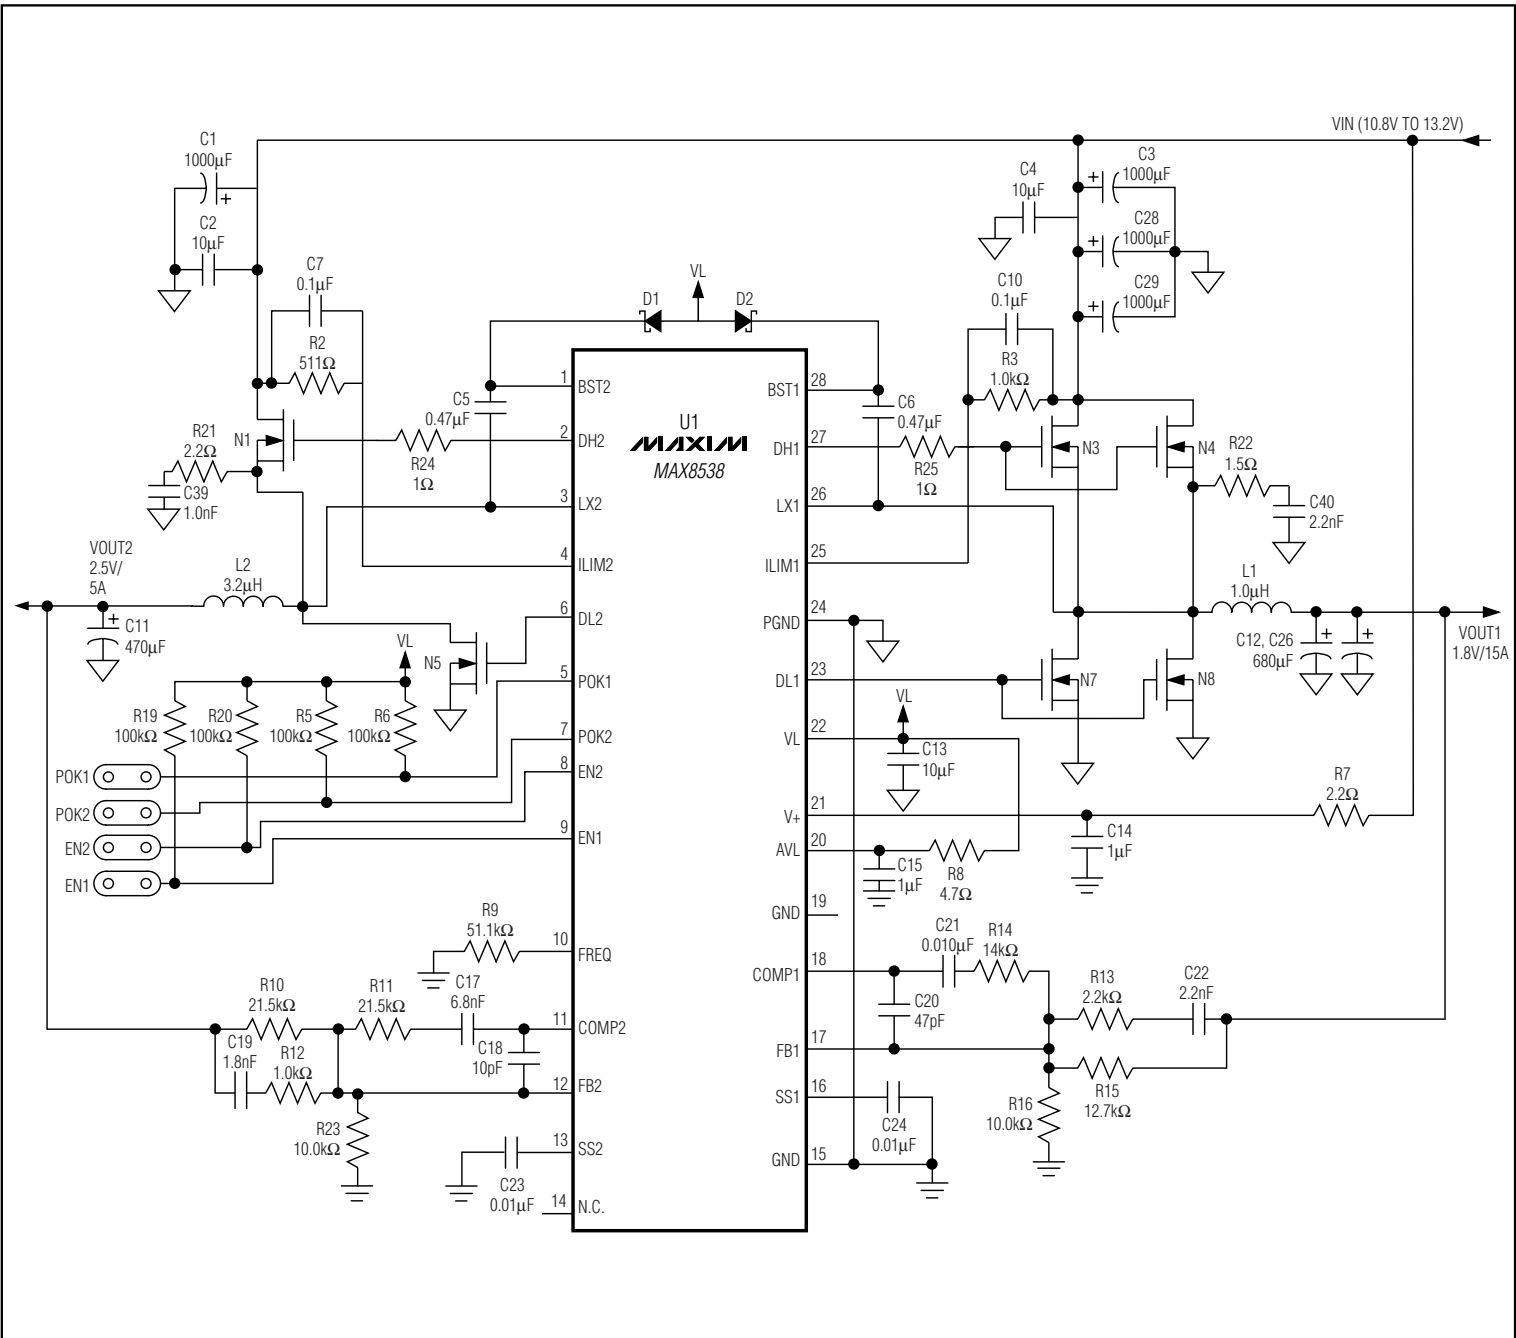 VIN (10.8V TO 13.2V)
C1
1000µF
+
C2
10µF
C7
0.1µF
R2
511Ω
C4
10µF
+
C3
1000µF
+
C28
1000µF
+
C29
1000µF
C10
0.1µF
R3
1.0kΩ
VL
D1
D2
C5
0.47µF
C6
0.47µF
N1
R21
2.2Ω
C39
1.0nF
R24
1Ω
R25
1Ω
N3
N4
R22
1.5Ω
C40
2.2nF
U1
MAXIM
MAX8538
1
BST2
2
DH2
3
LX2
4
ILIM2
6
DL2
5
POK1
7
POK2
8
EN2
9
EN1
10
FREQ
11
COMP2
12
FB2
13
SS2
14
N.C.
28
BST1
27
DH1
26
LX1
25
ILIM1
24
PGND
23
DL1
22
VL
21
V+
20
AVL
19
GND
18
COMP1
17
FB1
16
SS1
15
GND
VOUT2
2.5V/
5A
L2
3.2µH
+
C11
470µF
VL
N5
R19
100kΩ
R20
100kΩ
R5
100kΩ
R6
100kΩ
POK1
POK2
EN2
EN1
L1
1.0µH
C12, C26
680µF
+
+
VOUT1
1.8V/15A
N7
N8
VL
C13
10µF
R7
2.2Ω
C14
1µF
C15
1µF
R8
4.7Ω
R9
51.1kΩ
R10
21.5kΩ
R11
21.5kΩ
C17
6.8nF
C19
1.8nF
R12
1.0kΩ
C18
10pF
R23
10.0kΩ
C23
0.01µF
C21
0.010µF
R14
14kΩ
C20
47pF
R13
2.2kΩ
C22
2.2nF
R15
12.7kΩ
R16
10.0kΩ
C24
0.01µF